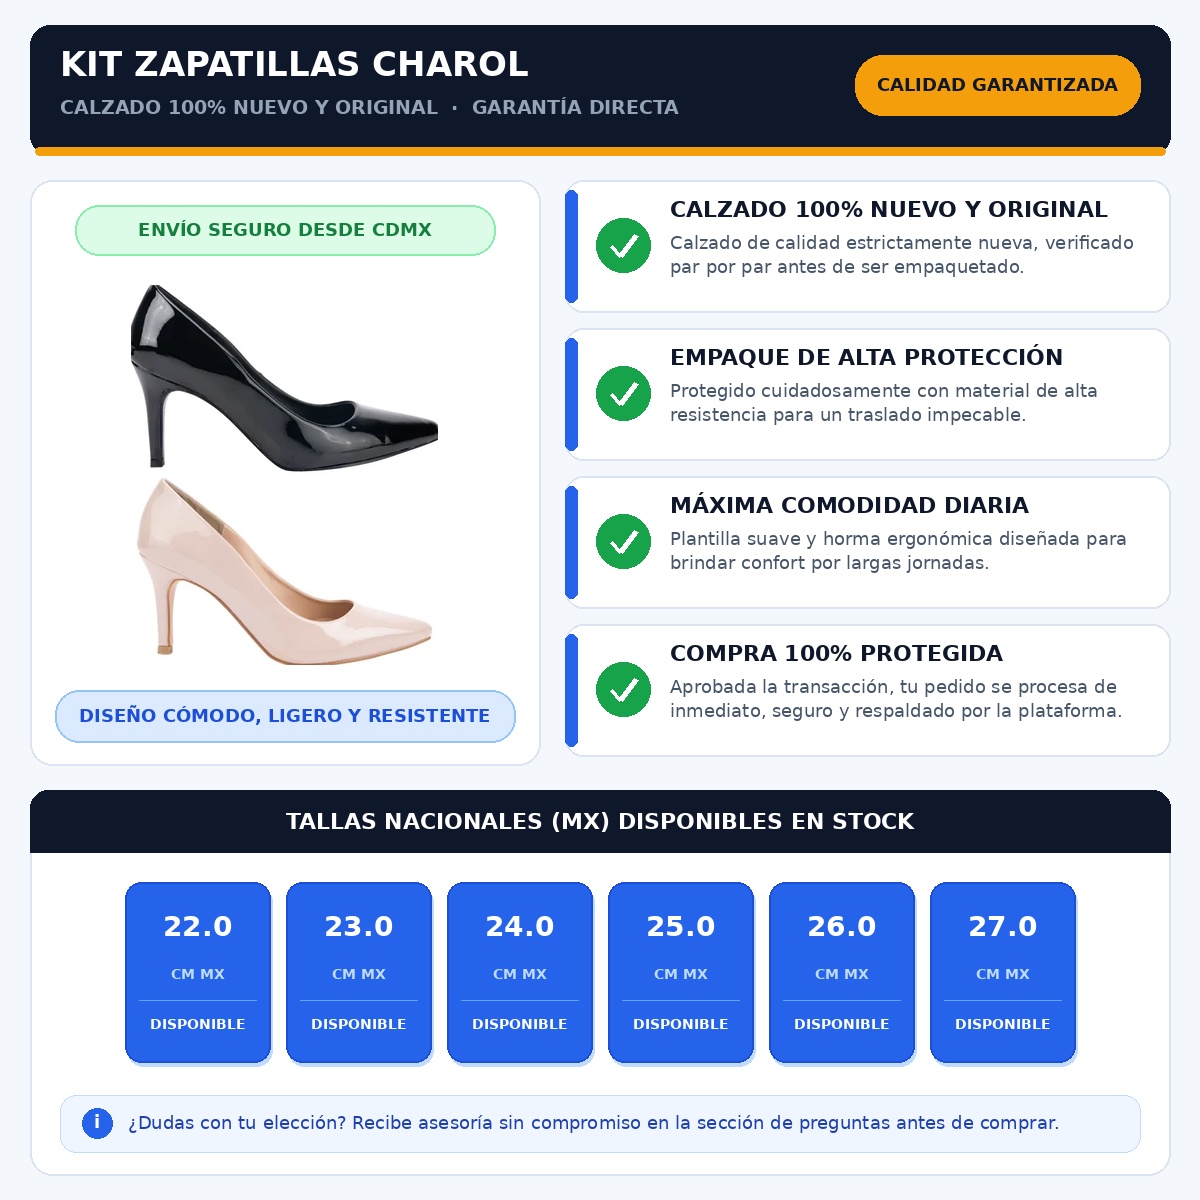 KIT ZAPATILLAS CHAROL
CALZADO 100% NUEVO Y ORIGINAL · GARANTÍA DIRECTA
CALIDAD GARANTIZADA
ENVÍO SEGURO DESDE CDMX
DISEÑO CÓMODO, LIGERO Y RESISTENTE
CALZADO 100% NUEVO Y ORIGINAL
Calzado de calidad estrictamente nueva, verificado
par por par antes de ser empaquetado.
EMPAQUE DE ALTA PROTECCIÓN
Protegido cuidadosamente con material de alta
resistencia para un traslado impecable.
MÁXIMA COMODIDAD DIARIA
Plantilla suave y horma ergonómica diseñada para
brindar confort por largas jornadas.
COMPRA 100% PROTEGIDA
Aprobada la transacción, tu pedido se procesa de
inmediato, seguro y respaldado por la plataforma.
TALLAS NACIONALES (MX) DISPONIBLES EN STOCK
22.0
CM MX
DISPONIBLE
23.0
CM MX
DISPONIBLE
24.0
CM MX
DISPONIBLE
25.0
CM MX
DISPONIBLE
26.0
CM MX
DISPONIBLE
27.0
CM MX
DISPONIBLE
i ¿Dudas con tu elección? Recibe asesoría sin compromiso en la sección de preguntas antes de comprar.